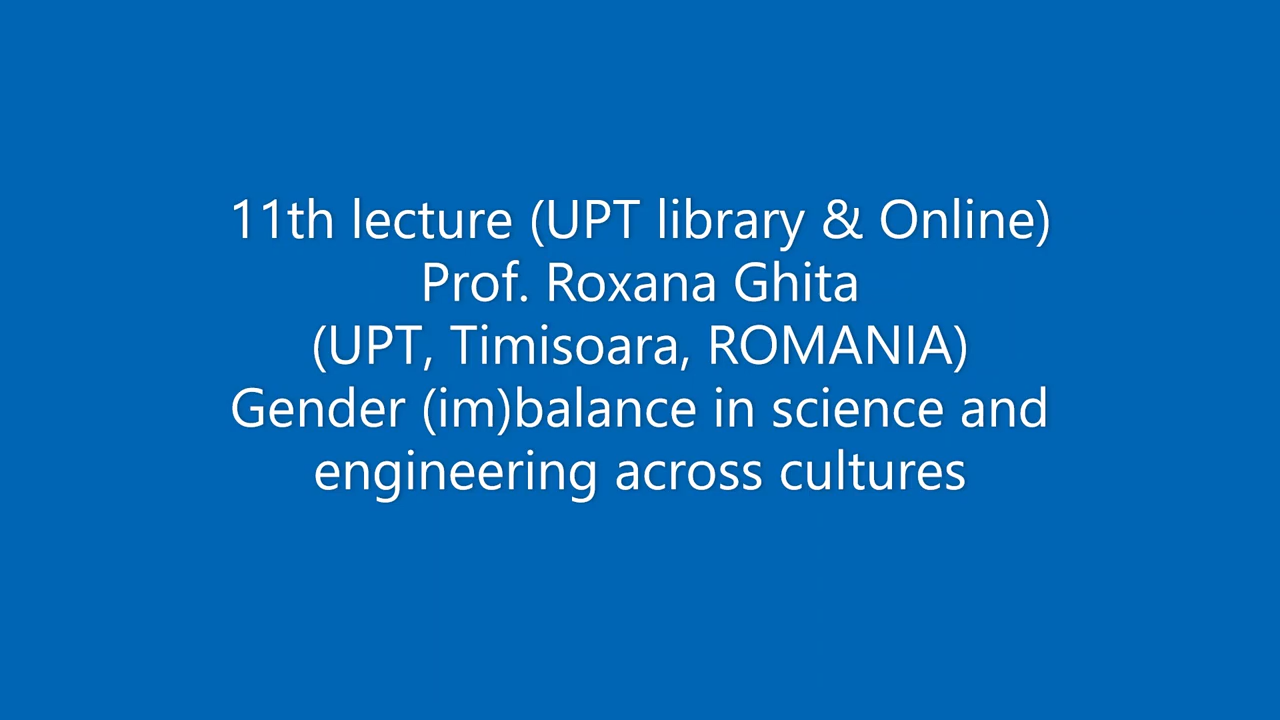 11th lecture (UPT library & Online)
Prof. Roxana Ghita
(UPT, Timisoara, ROMANIA)
Gender (im)balance in science and
engineering across cultures